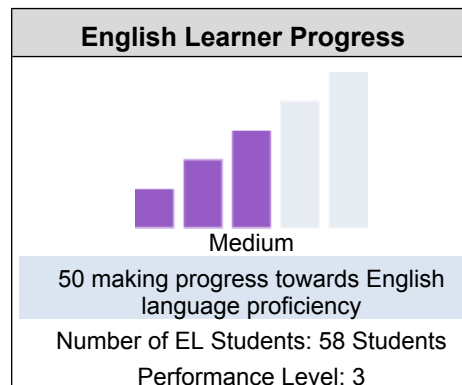 English Learner Progress
Medium
50 making progress towards English
language proficiency
Number of EL Students: 58 Students
Performance Level: 3